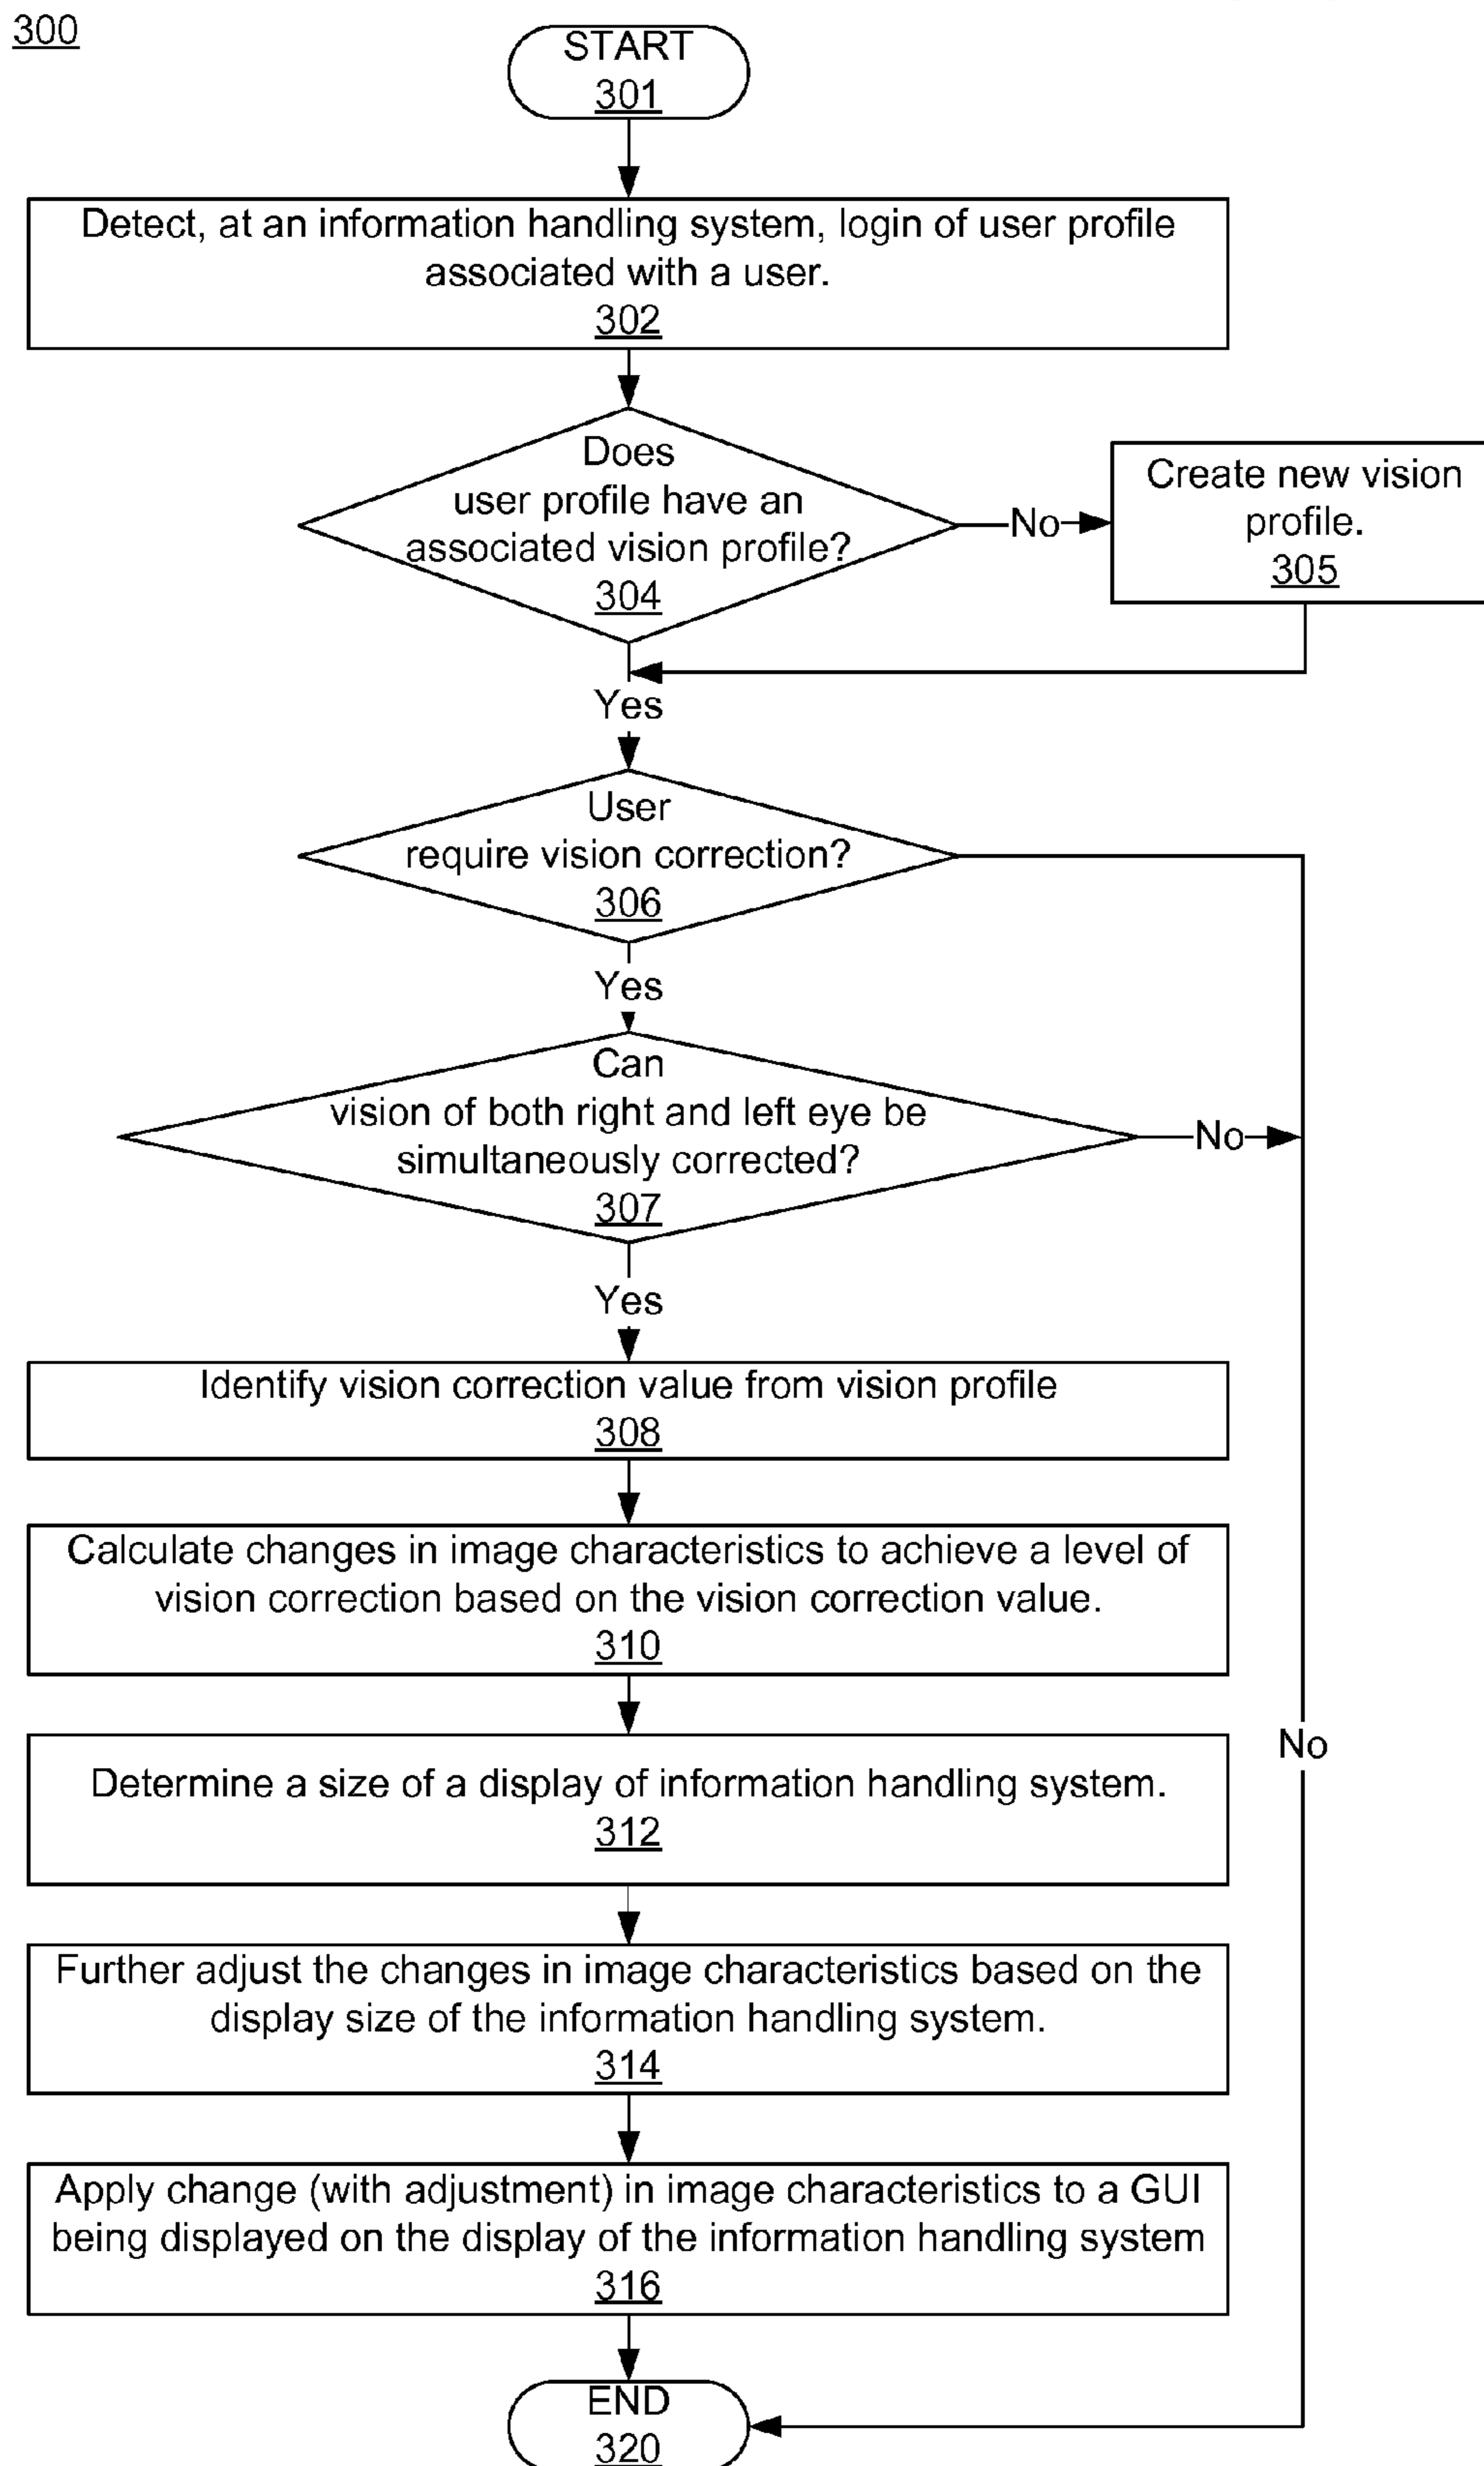 300
START
301
Detect, at an information handling system, login of user profile
associated with a user.
302
Does
user profile have an
associated vision profile?
304
No
Create new vision
profile.
305
Yes
User
require vision correction?
306
Yes
Can
vision of both right and left eye be
simultaneously corrected?
307
No
Yes
Identify vision correction value from vision profile
308
Calculate changes in image characteristics to achieve a level of
vision correction based on the vision correction value.
310
No
Determine a size of a display of information handling system.
312
Further adjust the changes in image characteristics based on the
display size of the information handling system.
314
Apply change (with adjustment) in image characteristics to a GUI
being displayed on the display of the information handling system
316
END
320